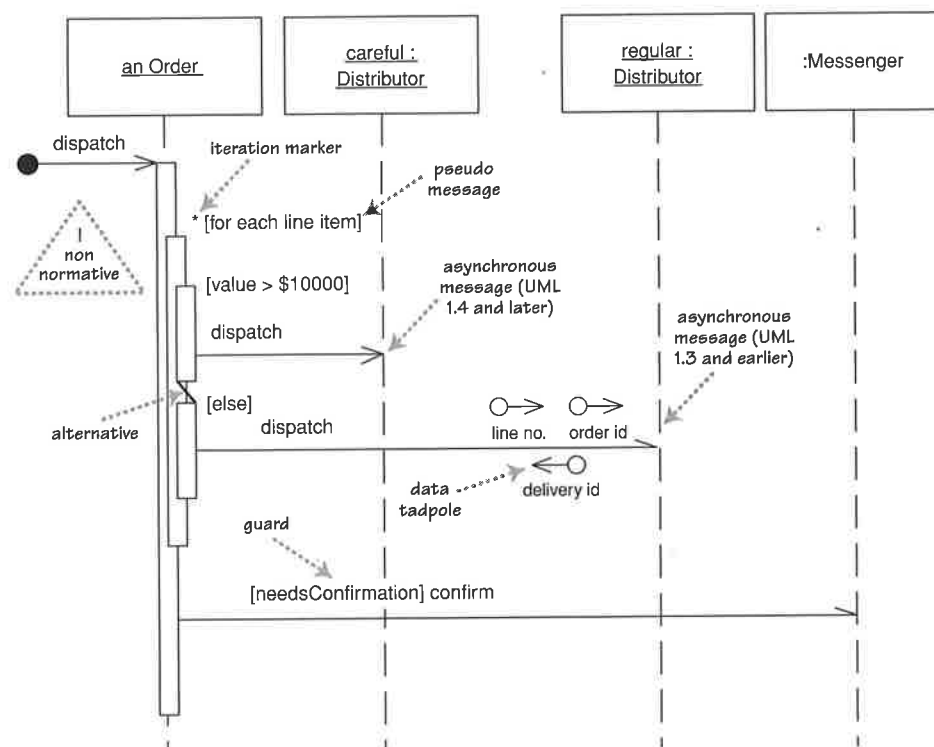 an Order
careful :
Distributor
regular :
Distributor
:Messenger
dispatch
iteration marker
pseudo
message
* [for each line item]
!
non
normative
[value > $10000]
asynchronous
message (UML
1.4 and later)
dispatch
asynchronous
message (UML
1.3 and earlier)
[else]
alternative
dispatch
line no.
order id
data
tadpole
delivery id
guard
[needsConfirmation] confirm